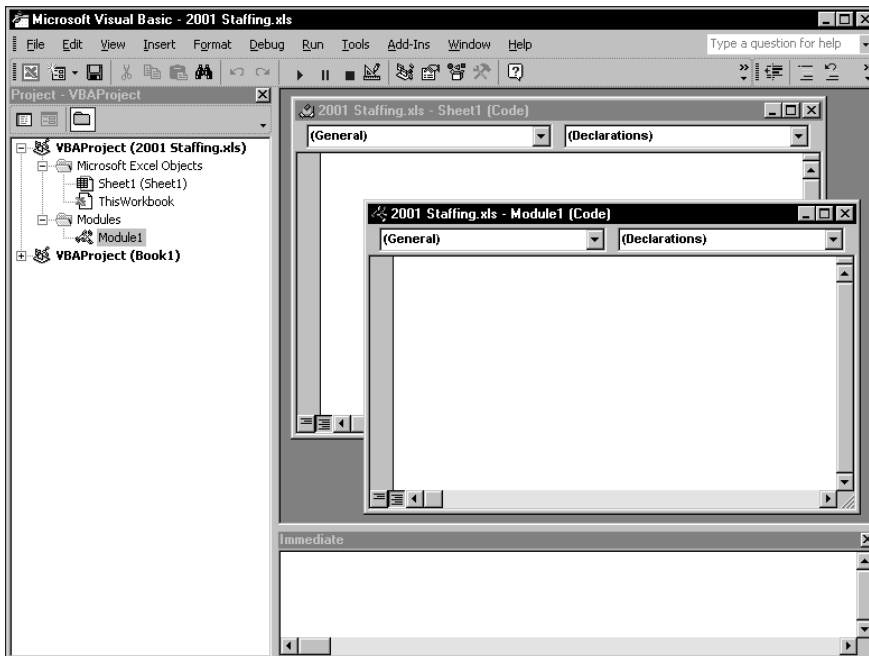 Microsoft Visual Basic - 2001 Staffing.xls
File Edit View Insert Format Debug Run Tools Add-Ins Window Help Type a question for help
Project - VBAProject
VBAProject (2001 Staffing.xls)
Microsoft Excel Objects
Sheet1 (Sheet1)
ThisWorkbook
Modules
Module1
VBAProject (Book1)
2001 Staffing.xls - Sheet1 (Code)
(General) (Declarations)
2001 Staffing.xls - Module1 (Code)
(General) (Declarations)
Immediate